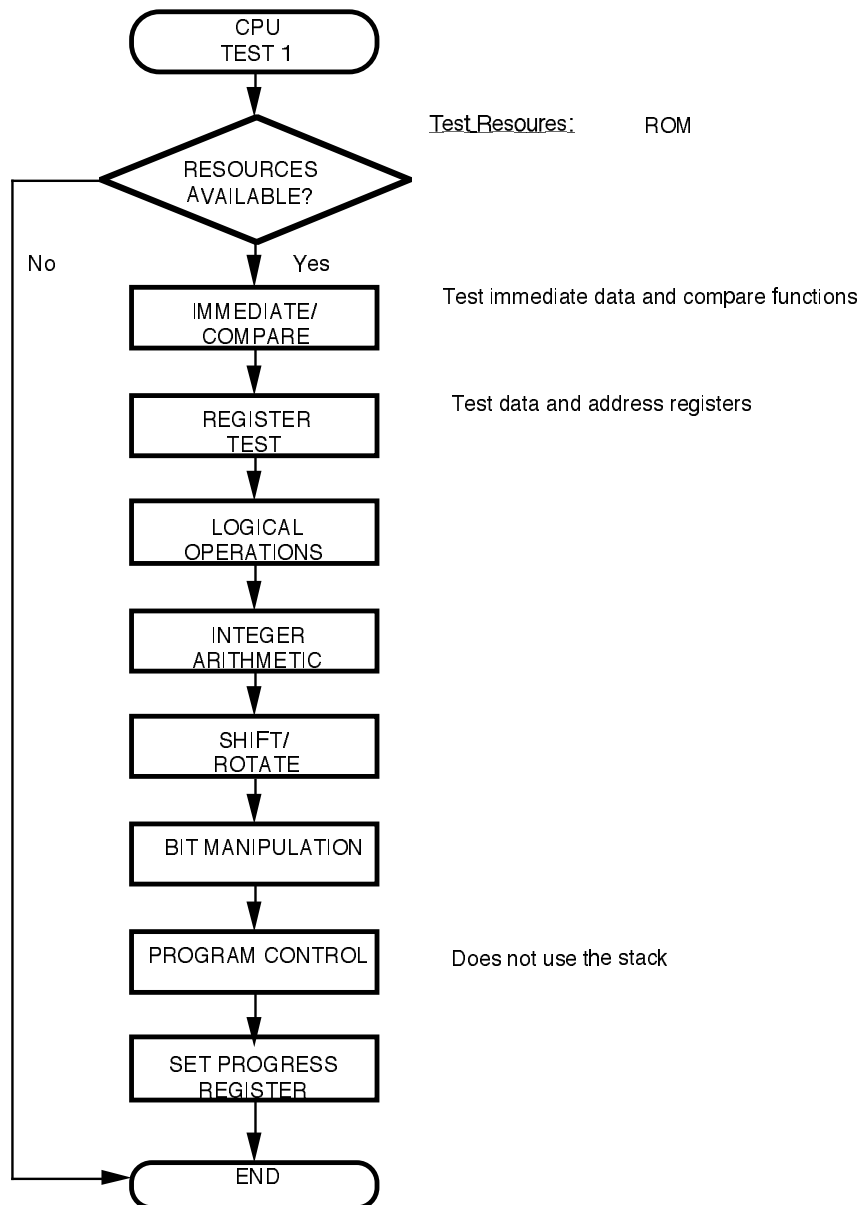 CPU
TEST 1
Test Resoures: ROM
RESOURCES
AVAILABLE?
No
Yes
IMMEDIATE/
COMPARE
Test immediate data and compare functions
REGISTER
TEST
Test data and address registers
LOGICAL
OPERATIONS
INTEGER
ARITHMETIC
SHIFT/
ROTATE
BIT MANIPULATION
PROGRAM CONTROL
Does not use the stack
SET PROGRESS
REGISTER
END